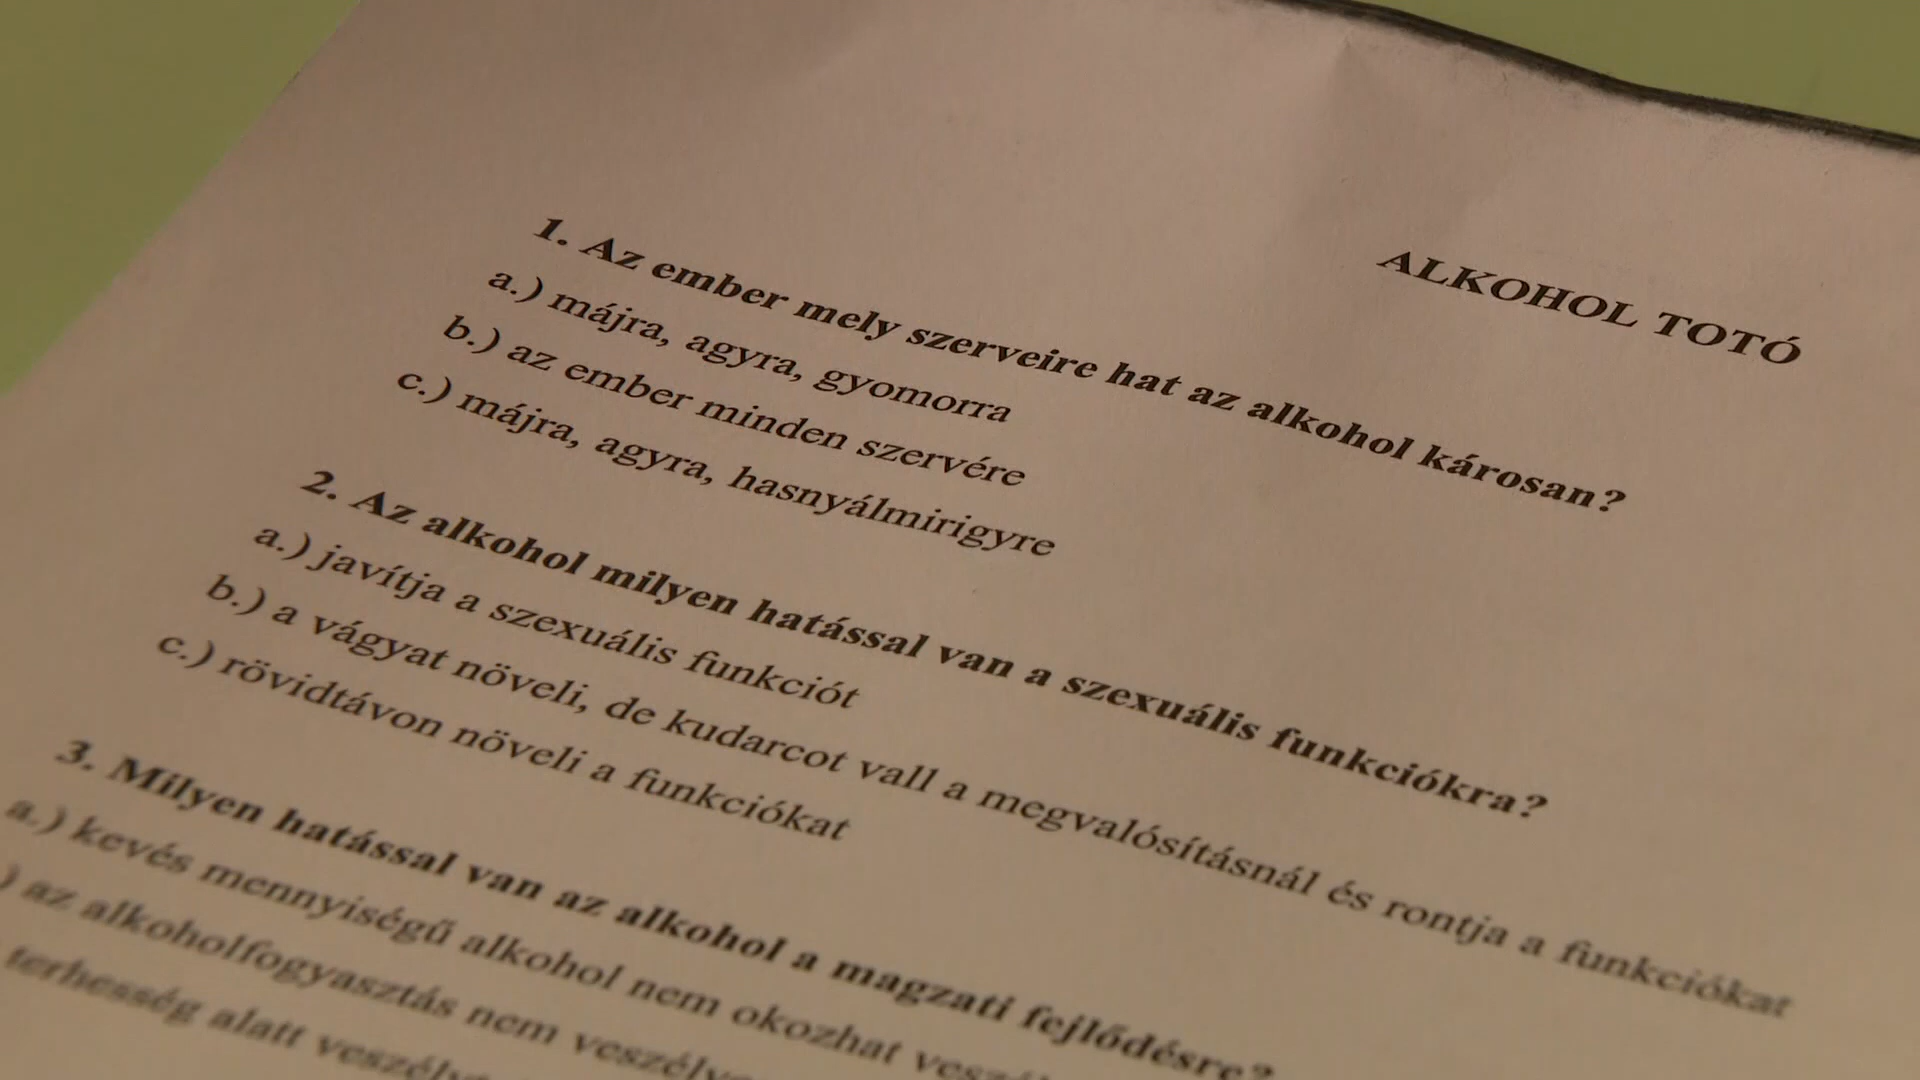 ALKOHOL TOTÓ
1. Az ember mely szerveire hat az alkohol károsan?
a.) májra, agyra, gyomorra
b.) az ember minden szervére
c.) májra, agyra, hasnyálmirigyre
2. Az alkohol milyen hatással van a szexuális funkciókra?
a.) javítja a szexuális funkciót
b.) a vágyat növeli, de kudarcot vall a megvalósításnál és rontja a funkciókat
c.) rövidtávon növeli a funkciókat
3. Milyen hatással van az alkohol a magzati fejlődésre?
a.) kevés mennyiségű alkohol nem okozhat
) az alkoholfogyasztás nem
terhesség alatt